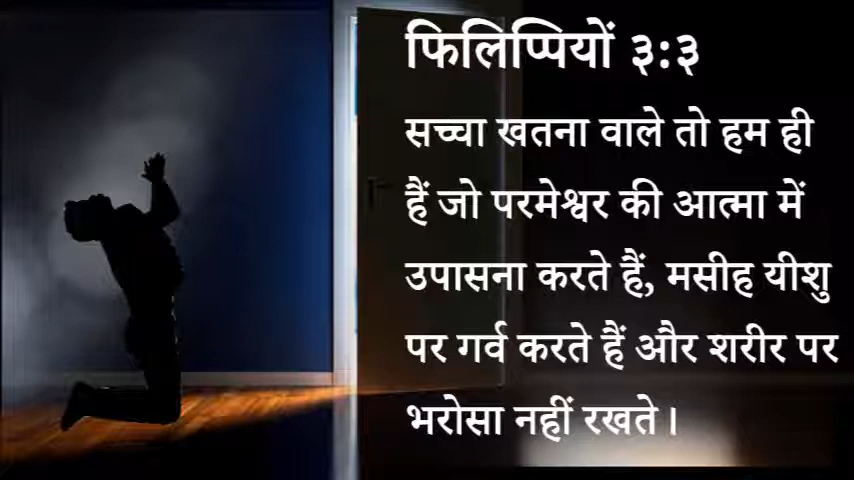 फिलिप्पियों ३:३
सच्चा खतना वाले तो हम ही
हैं जो परमेश्वर की आत्मा में
उपासना करते हैं, मसीह यीशु
पर गर्व करते हैं और शरीर पर
भरोसा नहीं रखते।